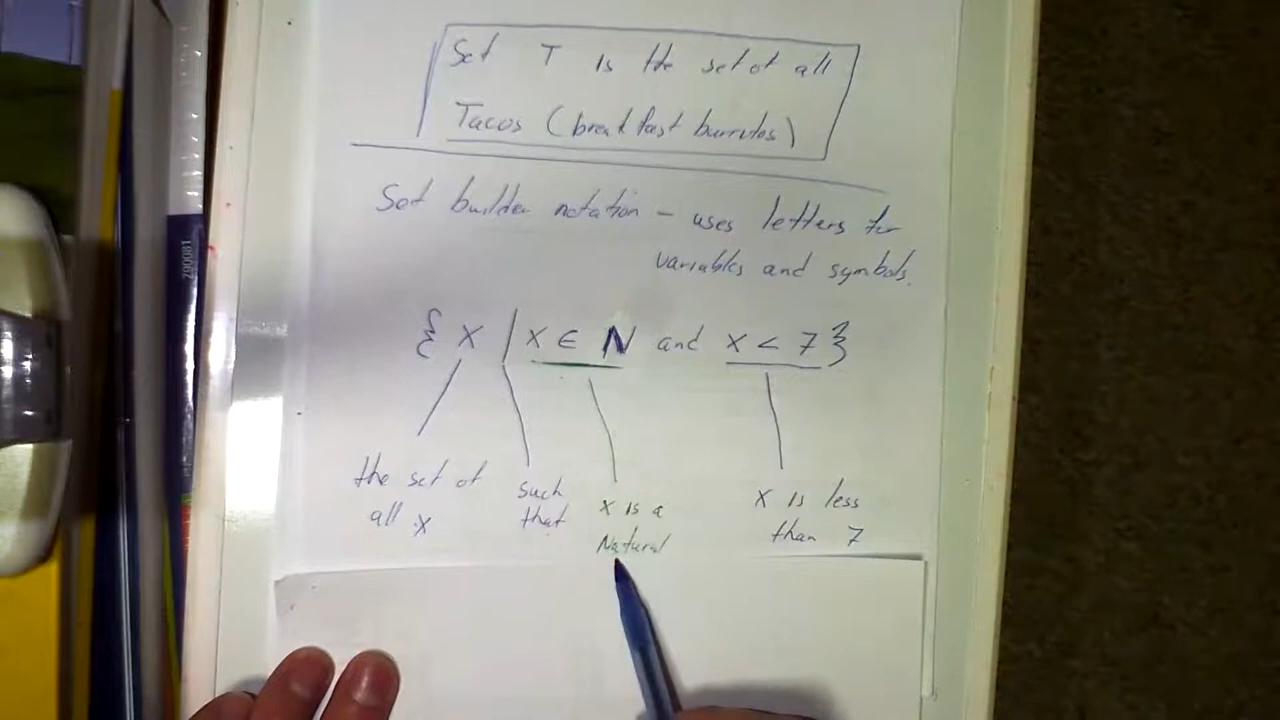 Set T is the set of all
Tacos (breakfast burritos)
Set builder notation - uses letters for
variables and symbols.
{ X | X ∈ N and X < 7 }
the set of all X
such that
X is a Natural
X is less than 7
180067